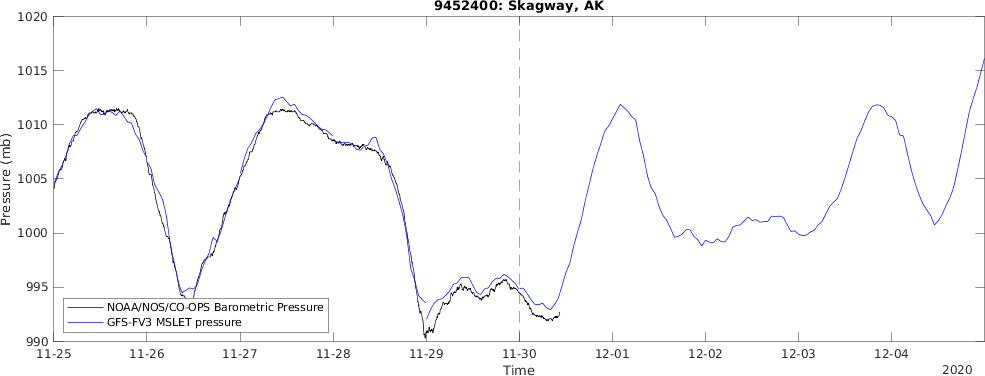 9452400: Skagway, AK
1020
1015
1010
1005
1000
995
990
Pressure (mb)
NOAA/NOS/CO-OPS Barometric Pressure
GFS-FV3 MSLET pressure
11-25 11-26 11-27 11-28 11-29 11-30 12-01 12-02 12-03 12-04
Time
2020